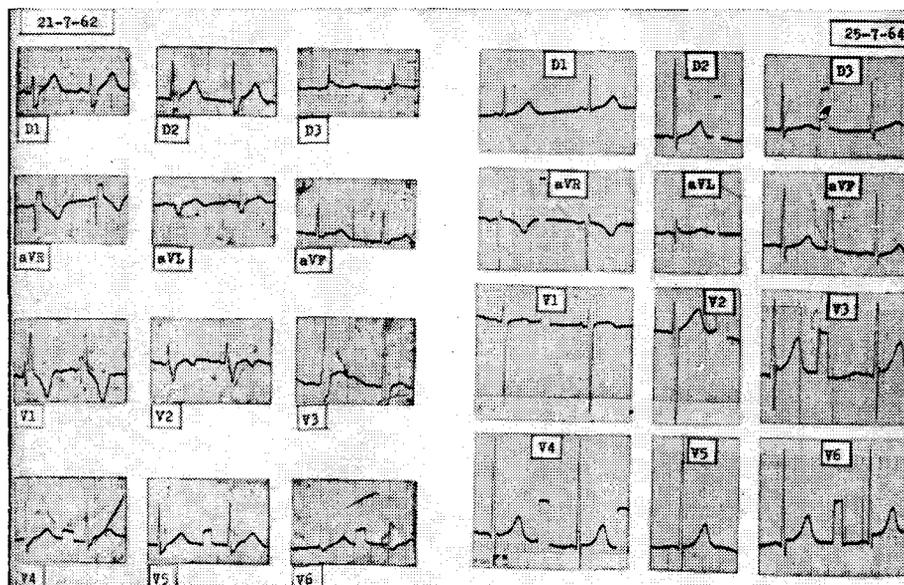 21-7-62
D1
D2
D3
aVR
aVL
aVF
V1
V2
V3
V4
V5
V6
25-7-64
D1
D2
D3
aVR
aVL
aVF
V1
V2
V3
V4
V5
V6